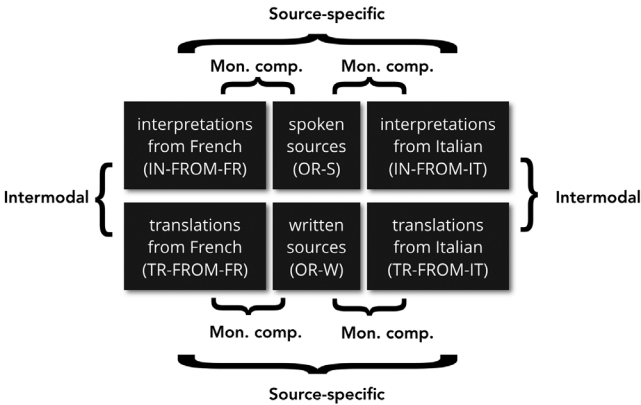 Source-specific
Mon. comp.
Mon. comp.
interpretations
from French
(IN-FROM-FR)
spoken
sources
(OR-S)
interpretations
from Italian
(IN-FROM-IT)
Intermodal
Intermodal
translations
from French
(TR-FROM-FR)
written
sources
(OR-W)
translations
from Italian
(TR-FROM-IT)
Mon. comp.
Mon. comp.
Source-specific